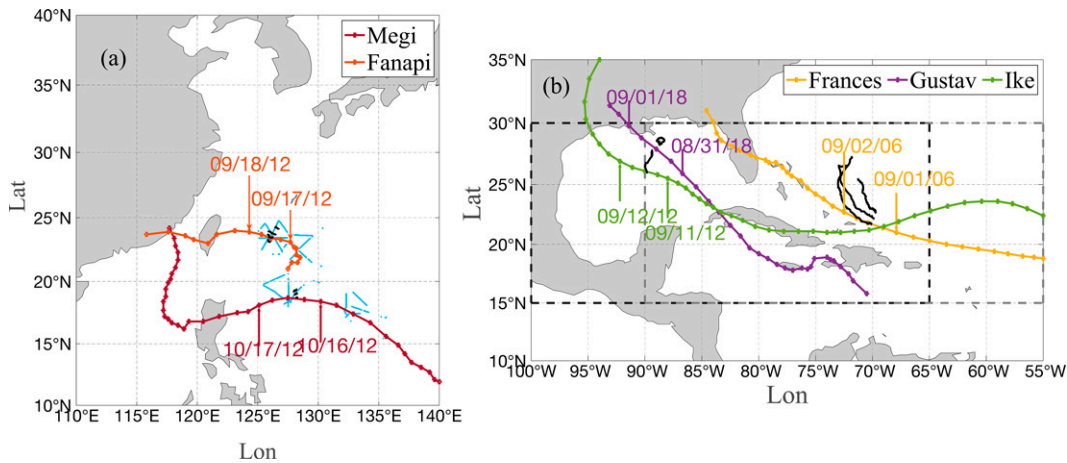 (a)
Megi
Fanapi
40°N
35°N
30°N
25°N
20°N
15°N
10°N
Lat
09/18/12
09/17/12
10/17/12
10/16/12
110°E 115°E 120°E 125°E 130°E 135°E 140°E
Lon
(b)
Frances Gustav Ike
35°N
30°N
25°N
20°N
15°N
10°N
Lat
09/01/18
08/31/18
09/02/06
09/01/06
09/12/12
09/11/12
100°W 95°W 90°W 85°W 80°W 75°W 70°W 65°W 60°W 55°W
Lon